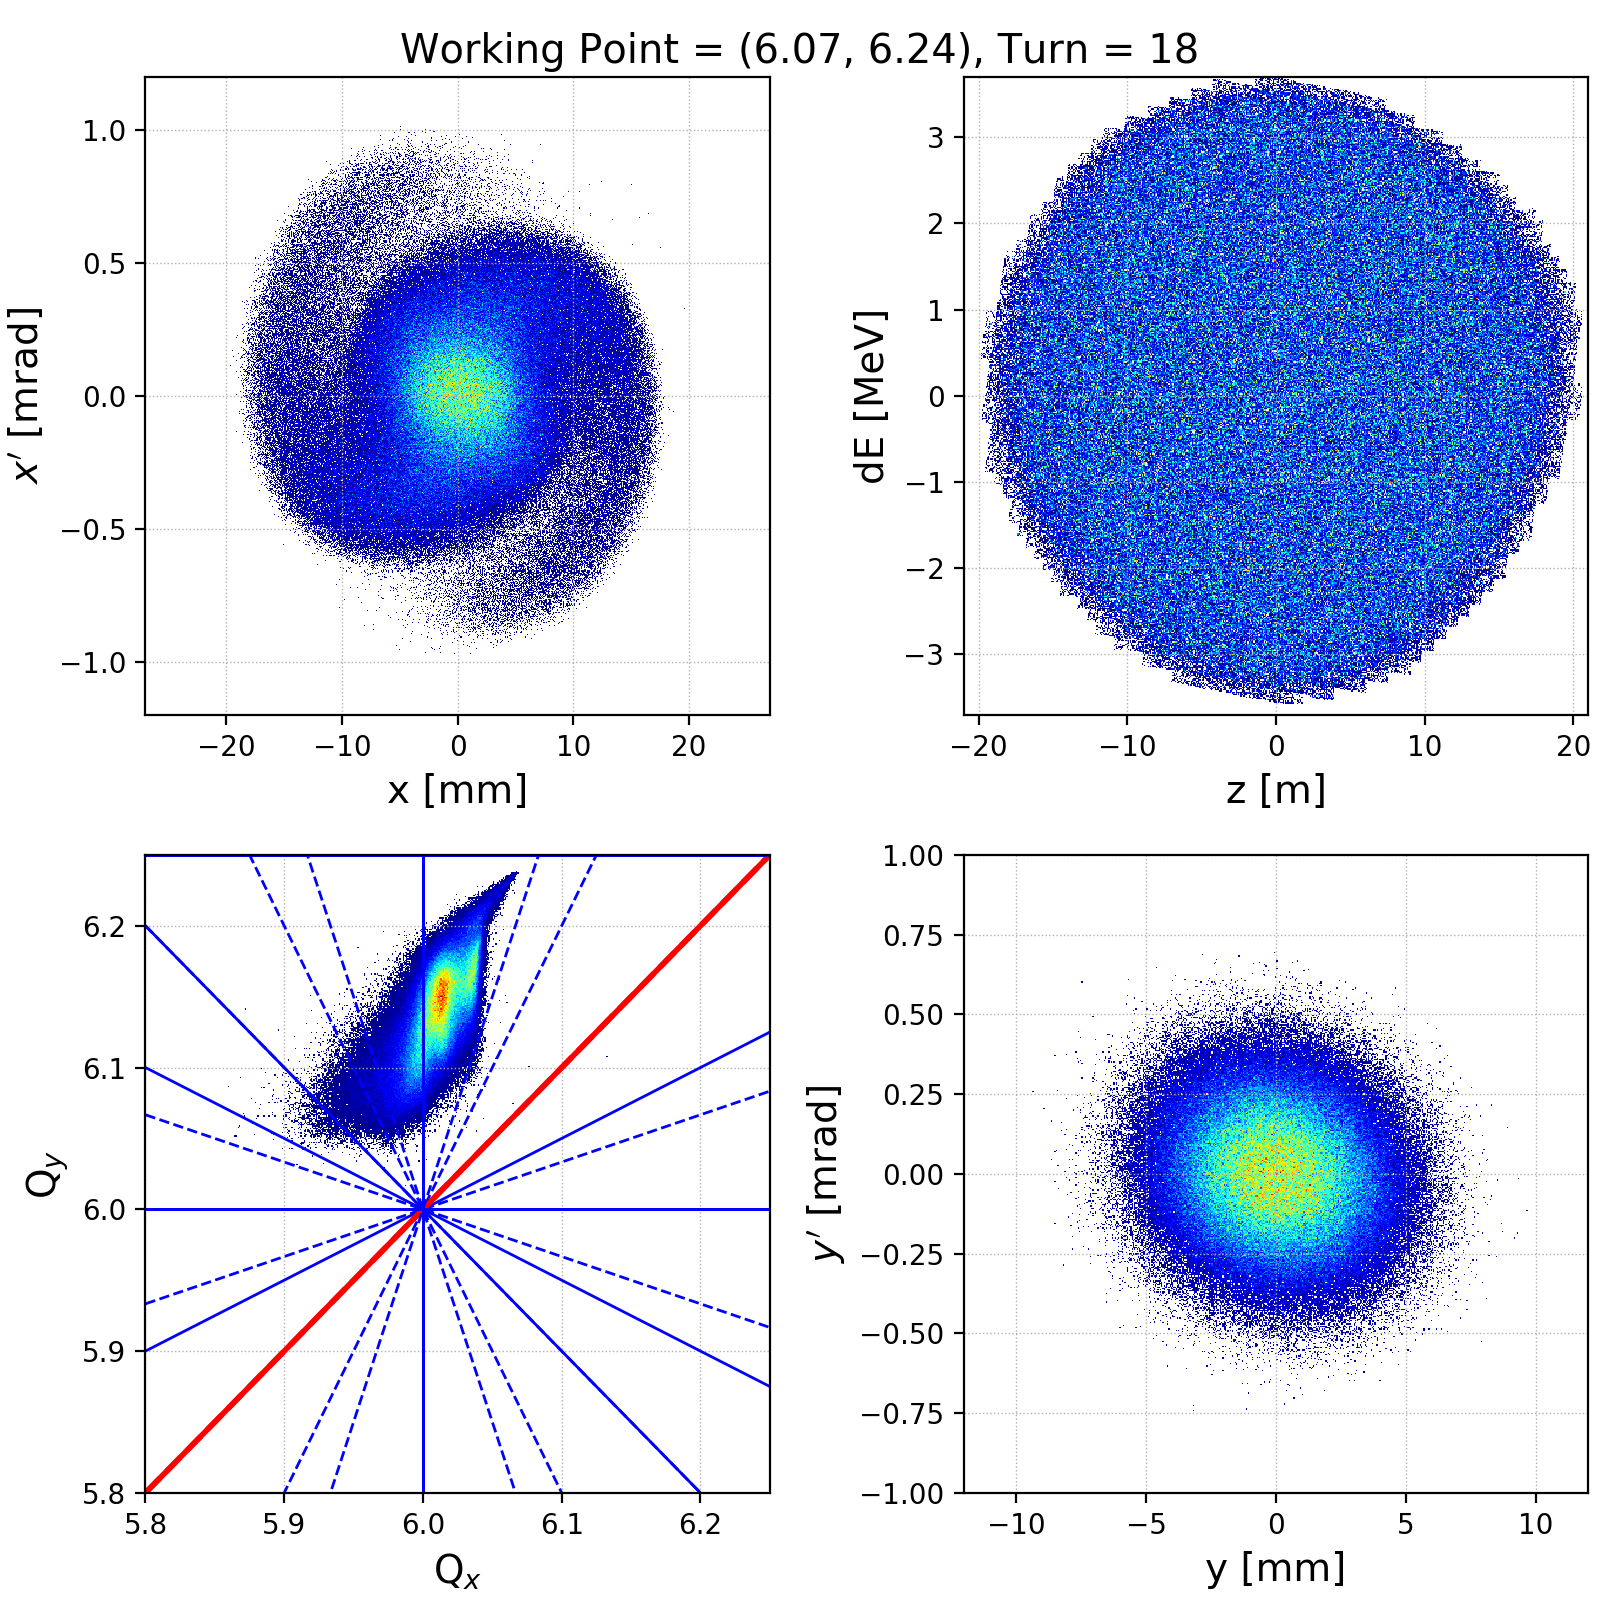 Working Point = (6.07, 6.24), Turn = 18
1.0
0.5
0.0
−0.5
−1.0
x′ [mrad]
−20 −10 0 10 20
x [mm]
3
2
1
0
−1
−2
−3
dE [MeV]
−20 −10 0 10 20
z [m]
6.2
6.1
6.0
5.9
5.8
Qy
5.8 5.9 6.0 6.1 6.2
Qx
1.00
0.75
0.50
0.25
0.00
−0.25
−0.50
−0.75
−1.00
y′ [mrad]
−10 −5 0 5 10
y [mm]